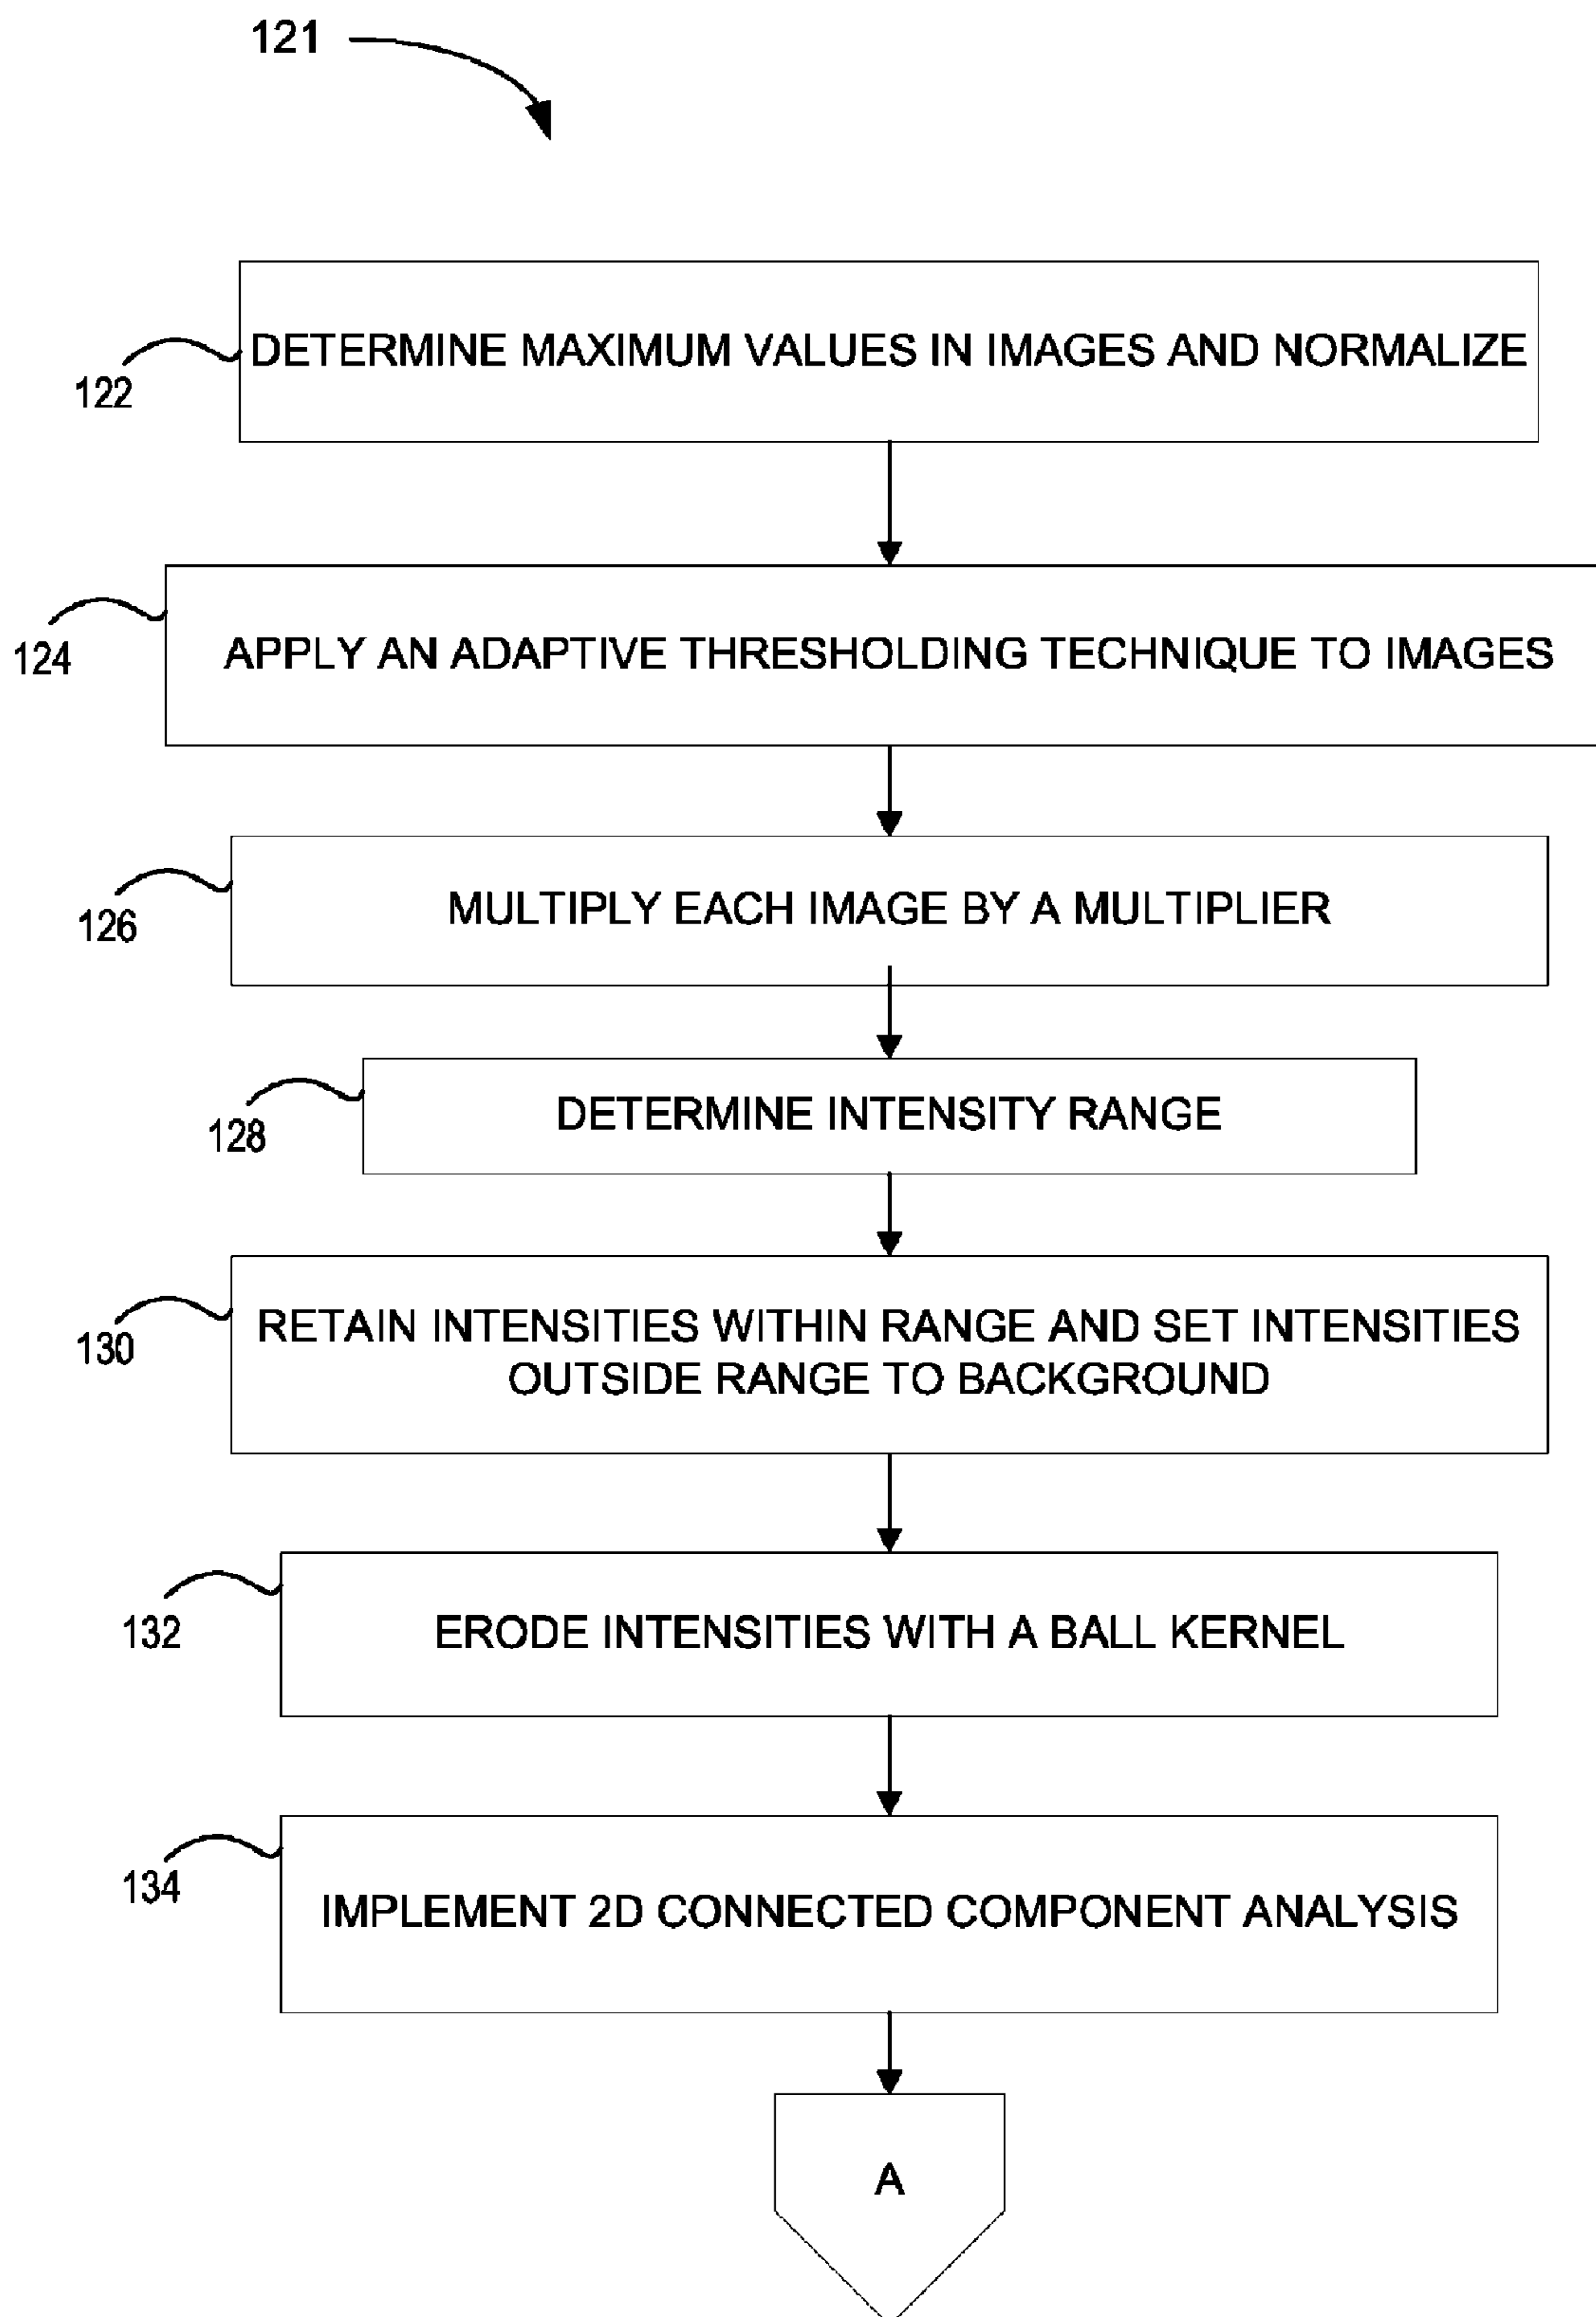 121
DETERMINE MAXIMUM VALUES IN IMAGES AND NORMALIZE
122
APPLY AN ADAPTIVE THRESHOLDING TECHNIQUE TO IMAGES
124
MULTIPLY EACH IMAGE BY A MULTIPLIER
126
DETERMINE INTENSITY RANGE
128
RETAIN INTENSITIES WITHIN RANGE AND SET INTENSITIES
OUTSIDE RANGE TO BACKGROUND
130
ERODE INTENSITIES WITH A BALL KERNEL
132
IMPLEMENT 2D CONNECTED COMPONENT ANALYSIS
134
A